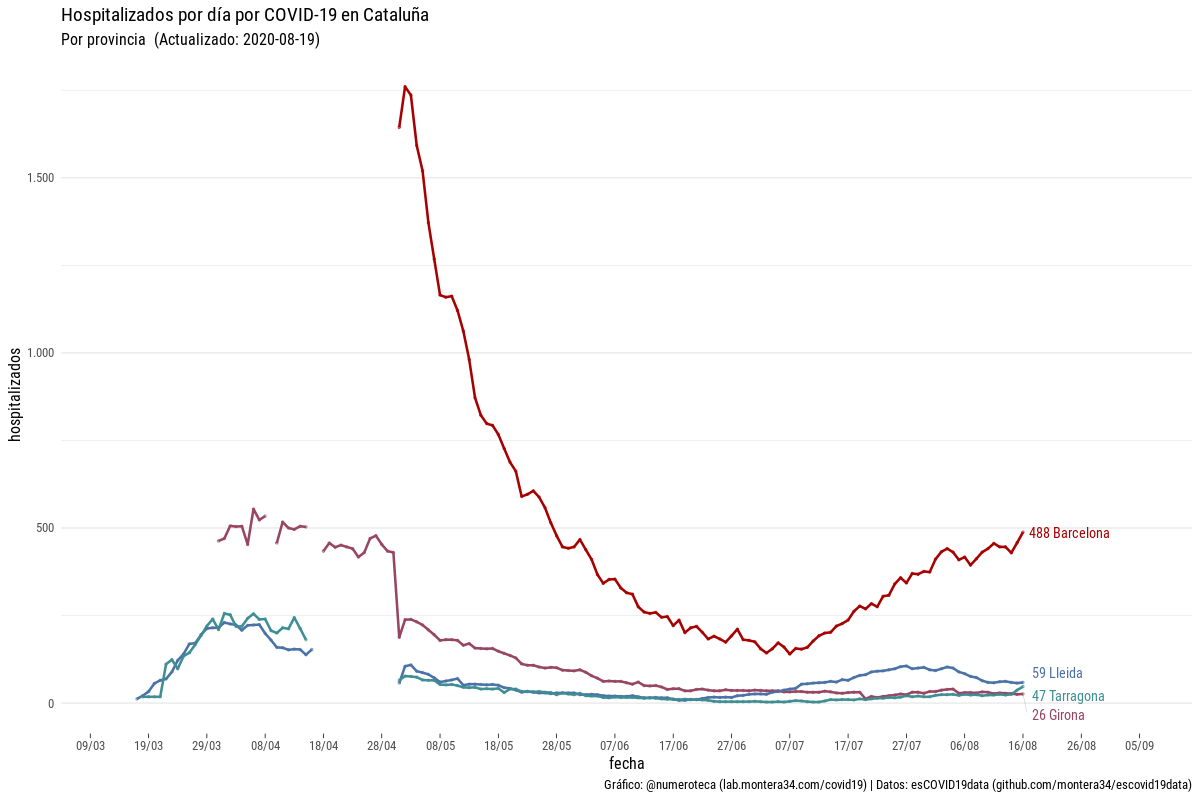 Hospitalizados por día por COVID-19 en Cataluña
Por provincia  (Actualizado: 2020-08-19)
hospitalizados
1.500
1.000
500
0
488 Barcelona
59 Lleida
47 Tarragona
26 Girona
09/03 19/03 29/03 08/04 18/04 28/04 08/05 18/05 28/05 07/06 17/06 27/06 07/07 17/07 27/07 06/08 16/08 26/08 05/09
fecha
Gráfico: @numeroteca (lab.montera34.com/covid19) | Datos: esCOVID19data (github.com/montera34/escovid19data)